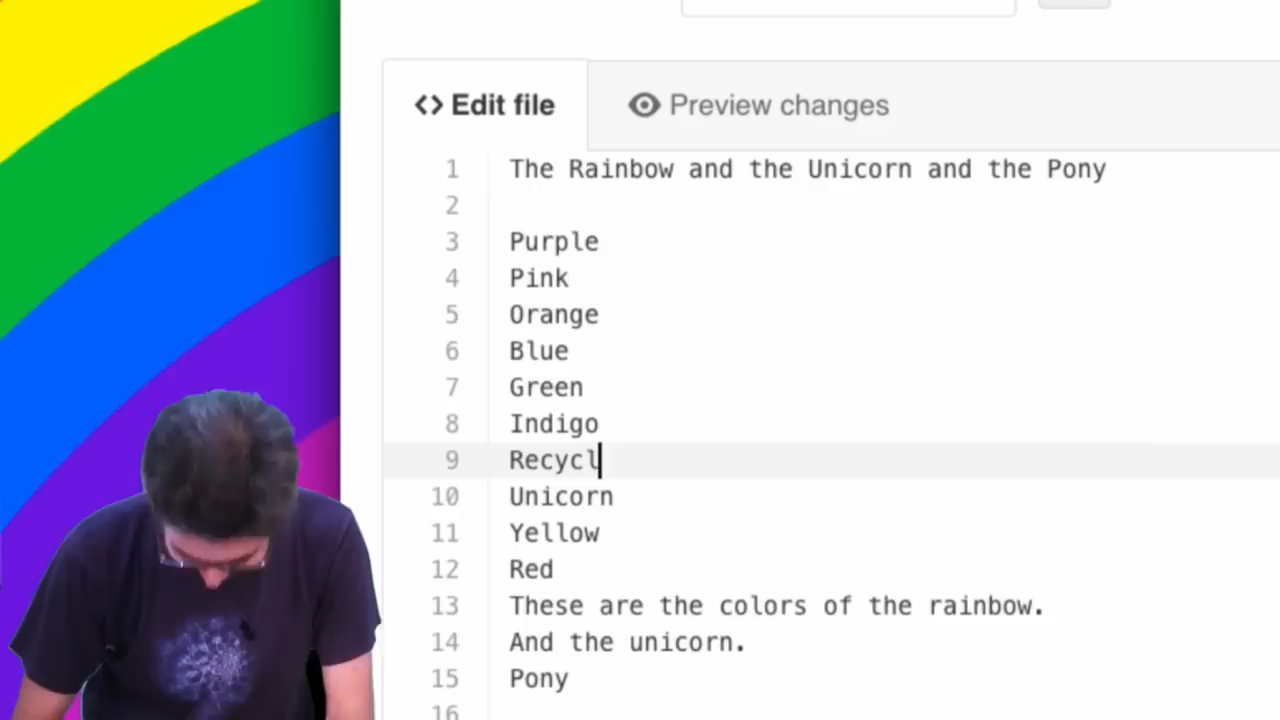 <> Edit file
Preview changes
1 The Rainbow and the Unicorn and the Pony
2
3 Purple
4 Pink
5 Orange
6 Blue
7 Green
8 Indigo
9 Recycl
10 Unicorn
11 Yellow
12 Red
13 These are the colors of the rainbow.
14 And the unicorn.
15 Pony
16